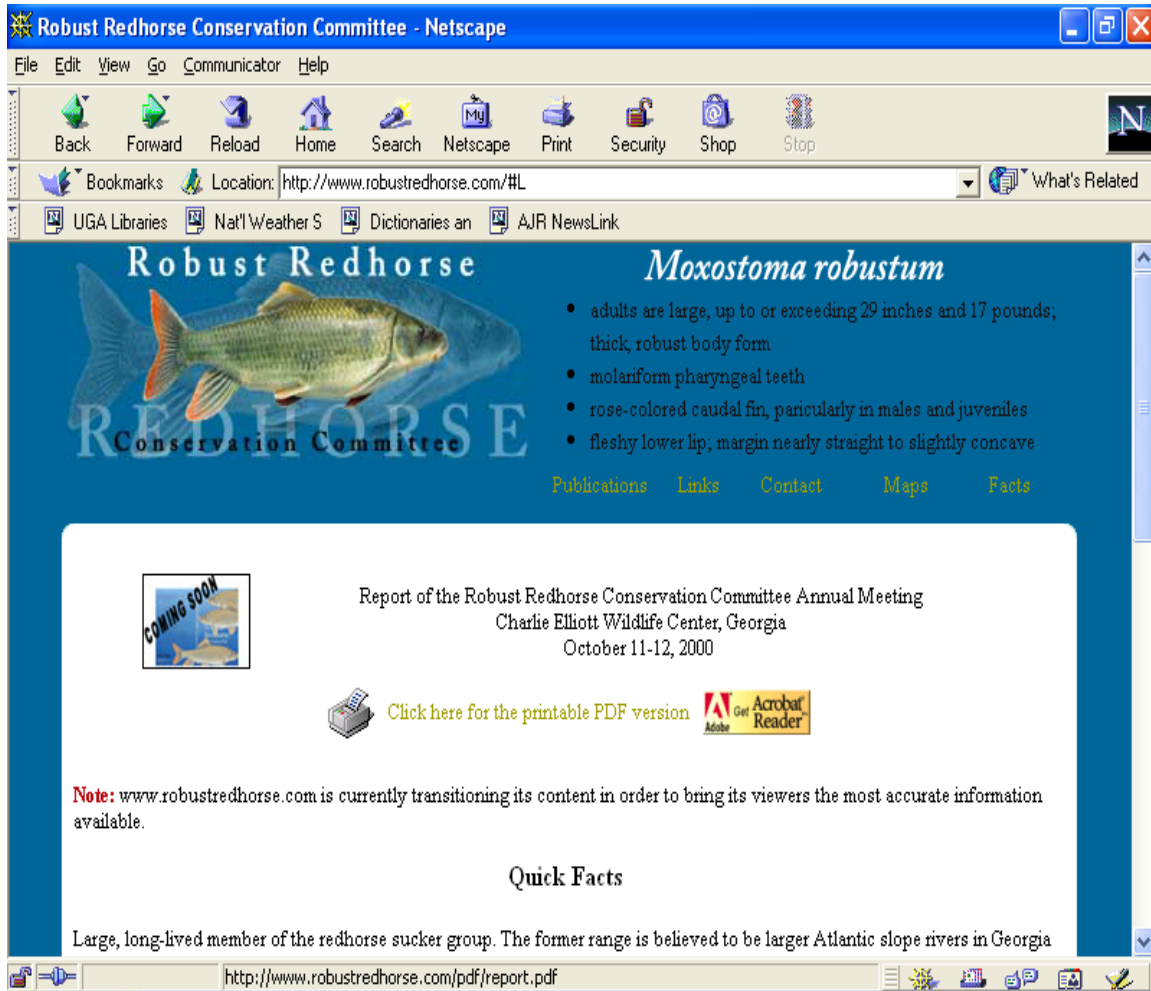 Robust Redhorse Conservation Committee - Netscape
File Edit View Go Communicator Help
My
N
Back Forward Reload Home Search Netscape Print Security Shop Stop
Bookmarks Location: http://www.robustredhorse.com/#L What's Related
UGA Libraries Nat'l Weather S Dictionaries an AJR NewsLink
Robust Redhorse
REDHORSE
Conservation Committee
Moxostoma robustum
• adults are large, up to or exceeding 29 inches and 17 pounds;
thick, robust body form
• molariform pharyngeal teeth
• rose-colored caudal fin, paricularly in males and juveniles
• fleshy lower lip; margin nearly straight to slightly concave
Publications Links Contact Maps Facts
COMING SOON
Report of the Robust Redhorse Conservation Committee Annual Meeting
Charlie Elliott Wildlife Center, Georgia
October 11-12, 2000
Click here for the printable PDF version
Adobe Get Acrobat Reader
Note: www.robustredhorse.com is currently transitioning its content in order to bring its viewers the most accurate information
available.
Quick Facts
Large, long-lived member of the redhorse sucker group. The former range is believed to be larger Atlantic slope rivers in Georgia
http://www.robustredhorse.com/pdf/report.pdf